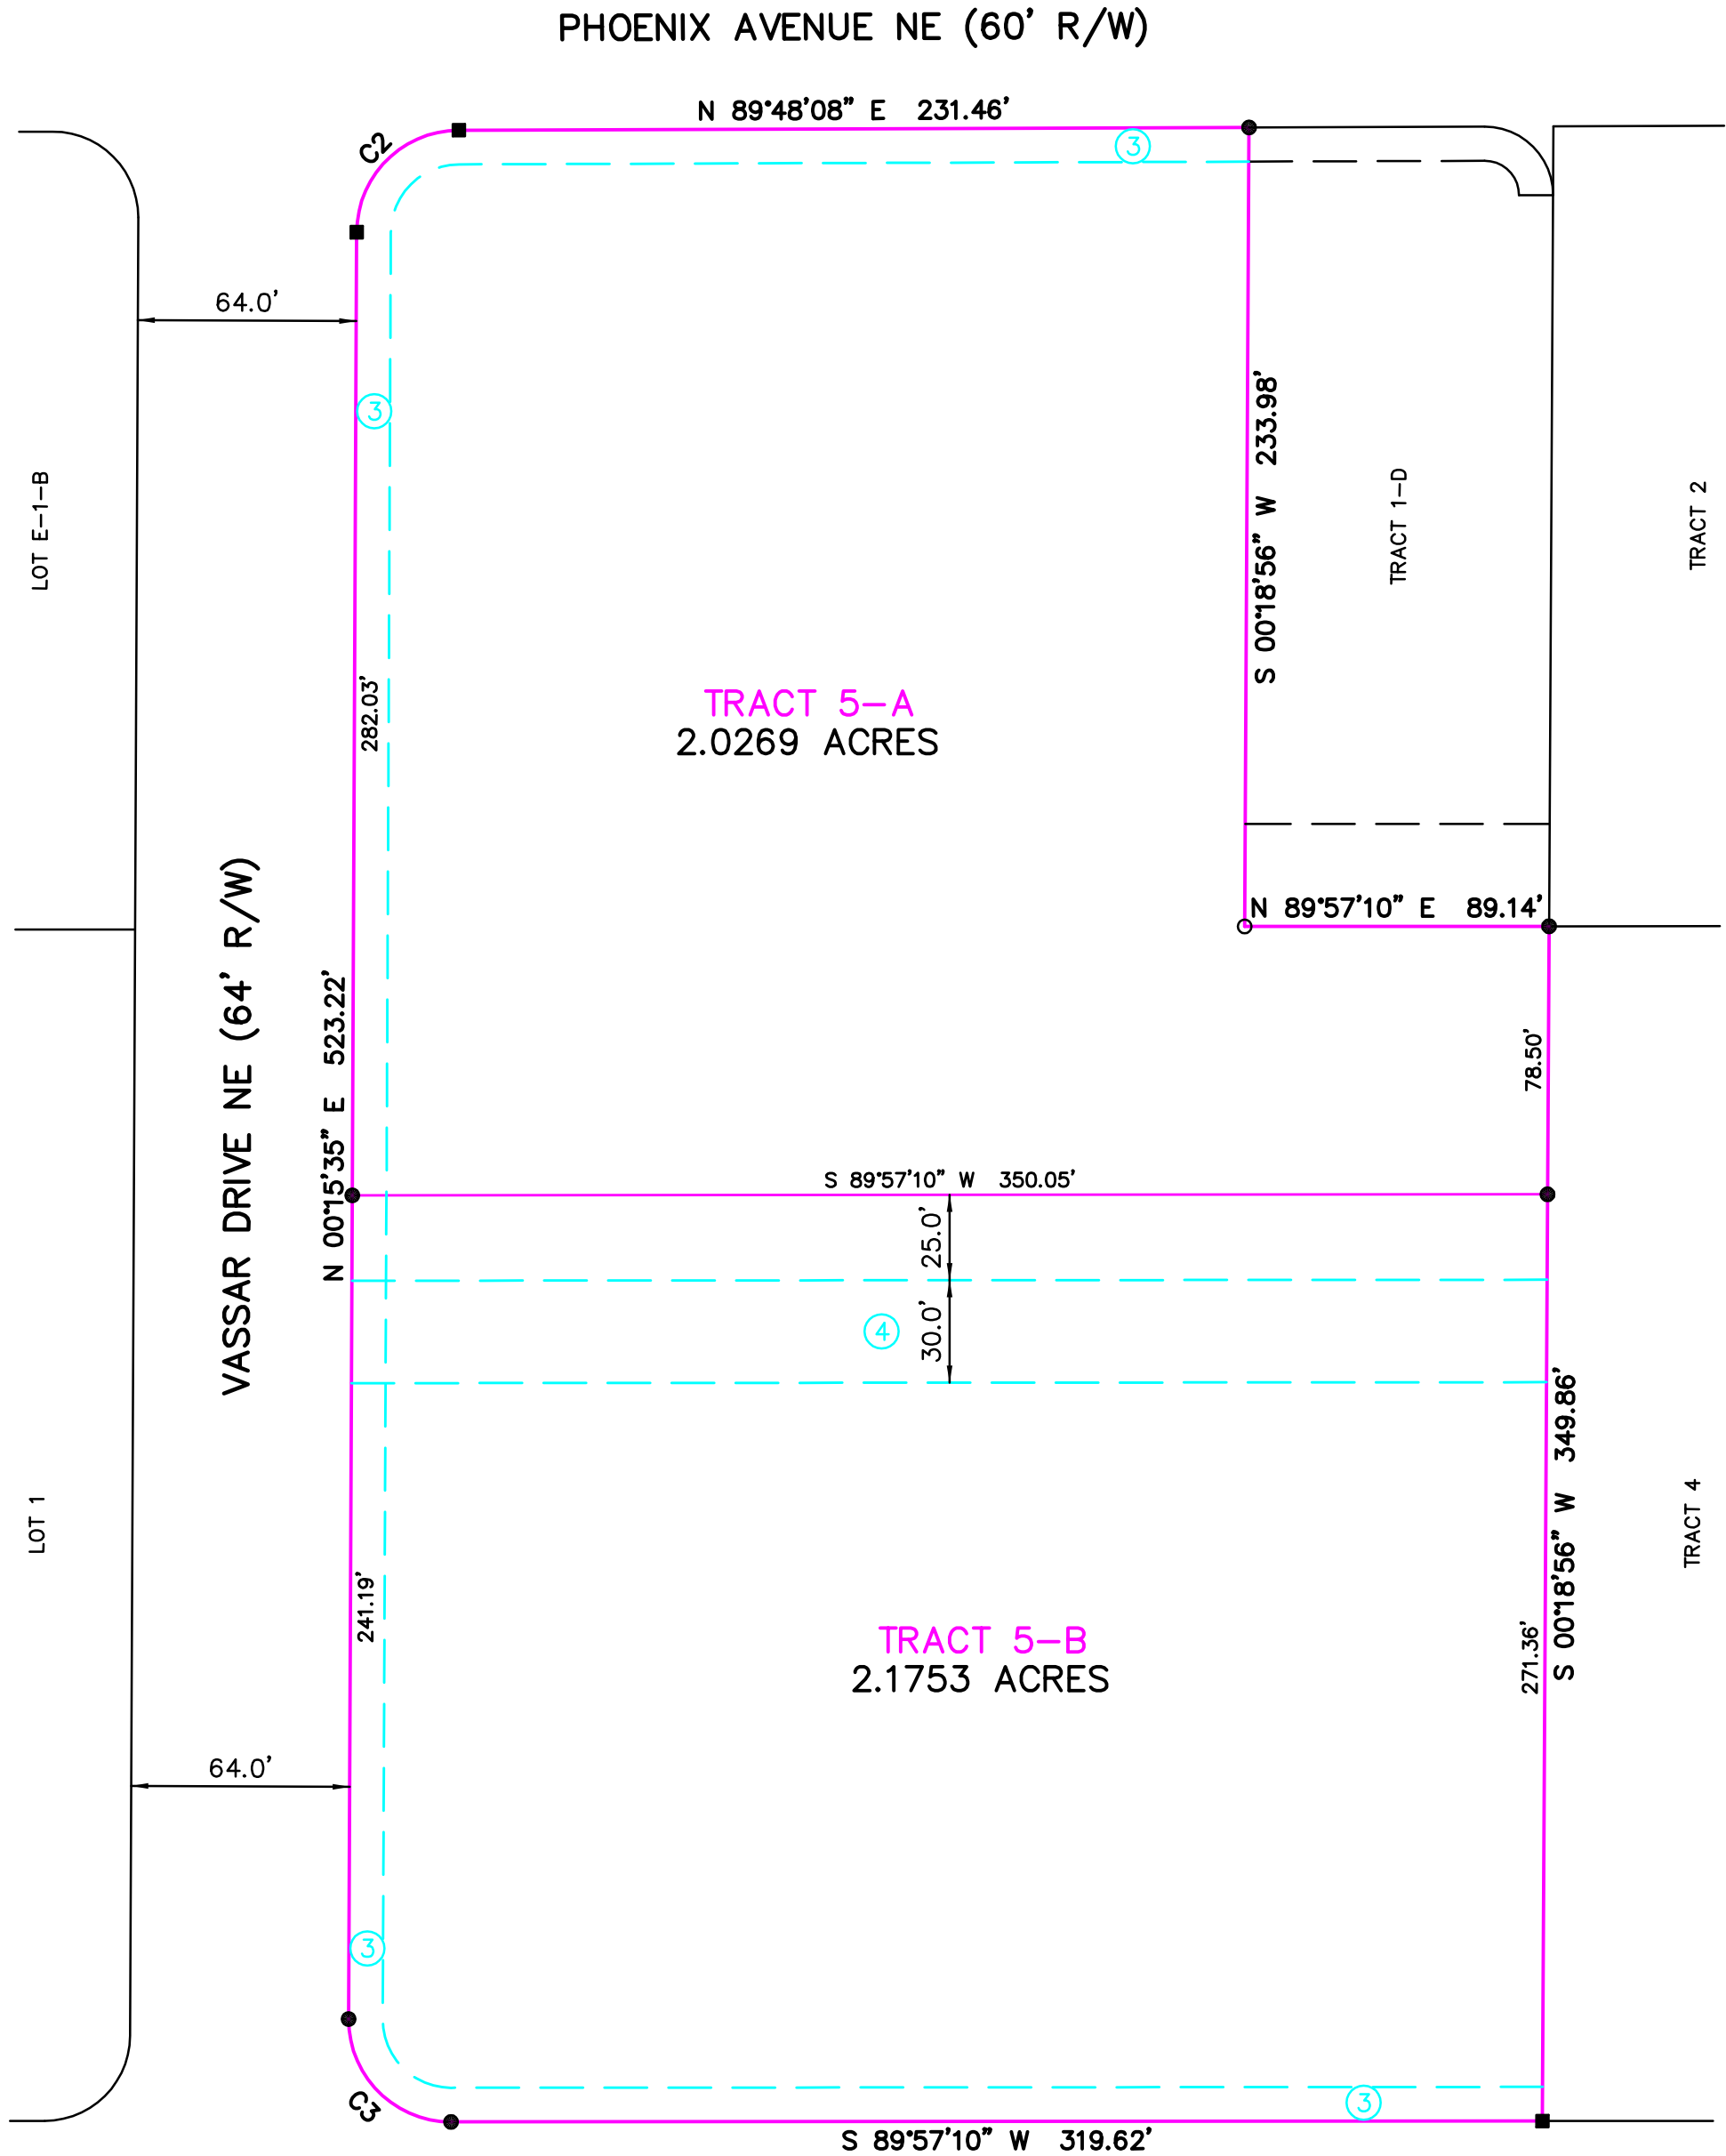 PHOENIX AVENUE NE (60' R/W)
N 89°48'08" E 231.46'
C2
3
64.0'
3
S 00°18'56" W 233.98'
LOT E-1-B
TRACT 1-D
TRACT 2
282.03'
TRACT 5-A
2.0269 ACRES
N 89°57'10" E 89.14'
VASSAR DRIVE NE (64' R/W)
N 00°15'35" E 523.22'
78.50'
S 89°57'10" W 350.05'
25.0'
4
30.0'
S 00°18'56" W 349.86'
LOT 1
TRACT 4
241.19'
TRACT 5-B
2.1753 ACRES
271.36'
64.0'
3
C3
3
S 89°57'10" W 319.62'